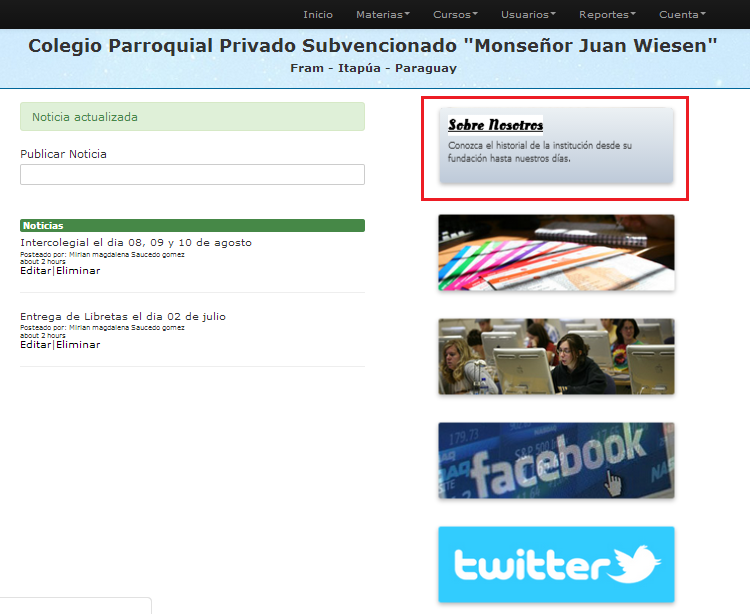 Inicio Materias Cursos Usuarios Reportes Cuenta
Colegio Parroquial Privado Subvencionado "Monseñor Juan Wiesen"
Fram - Itapúa - Paraguay
Noticia actualizada
Publicar Noticia
Noticias
Intercolegial el dia 08, 09 y 10 de agosto
Posteado por: Mirian magdalena Saucedo gomez
about 2 hours
Editar|Eliminar
Entrega de Libretas el dia 02 de julio
Posteado por: Mirian magdalena Saucedo gomez
about 2 hours
Editar|Eliminar
Sobre Nosotros
Conozca el historial de la institución desde su
fundación hasta nuestros días.
179.73
S&P 500
facebook
twitter